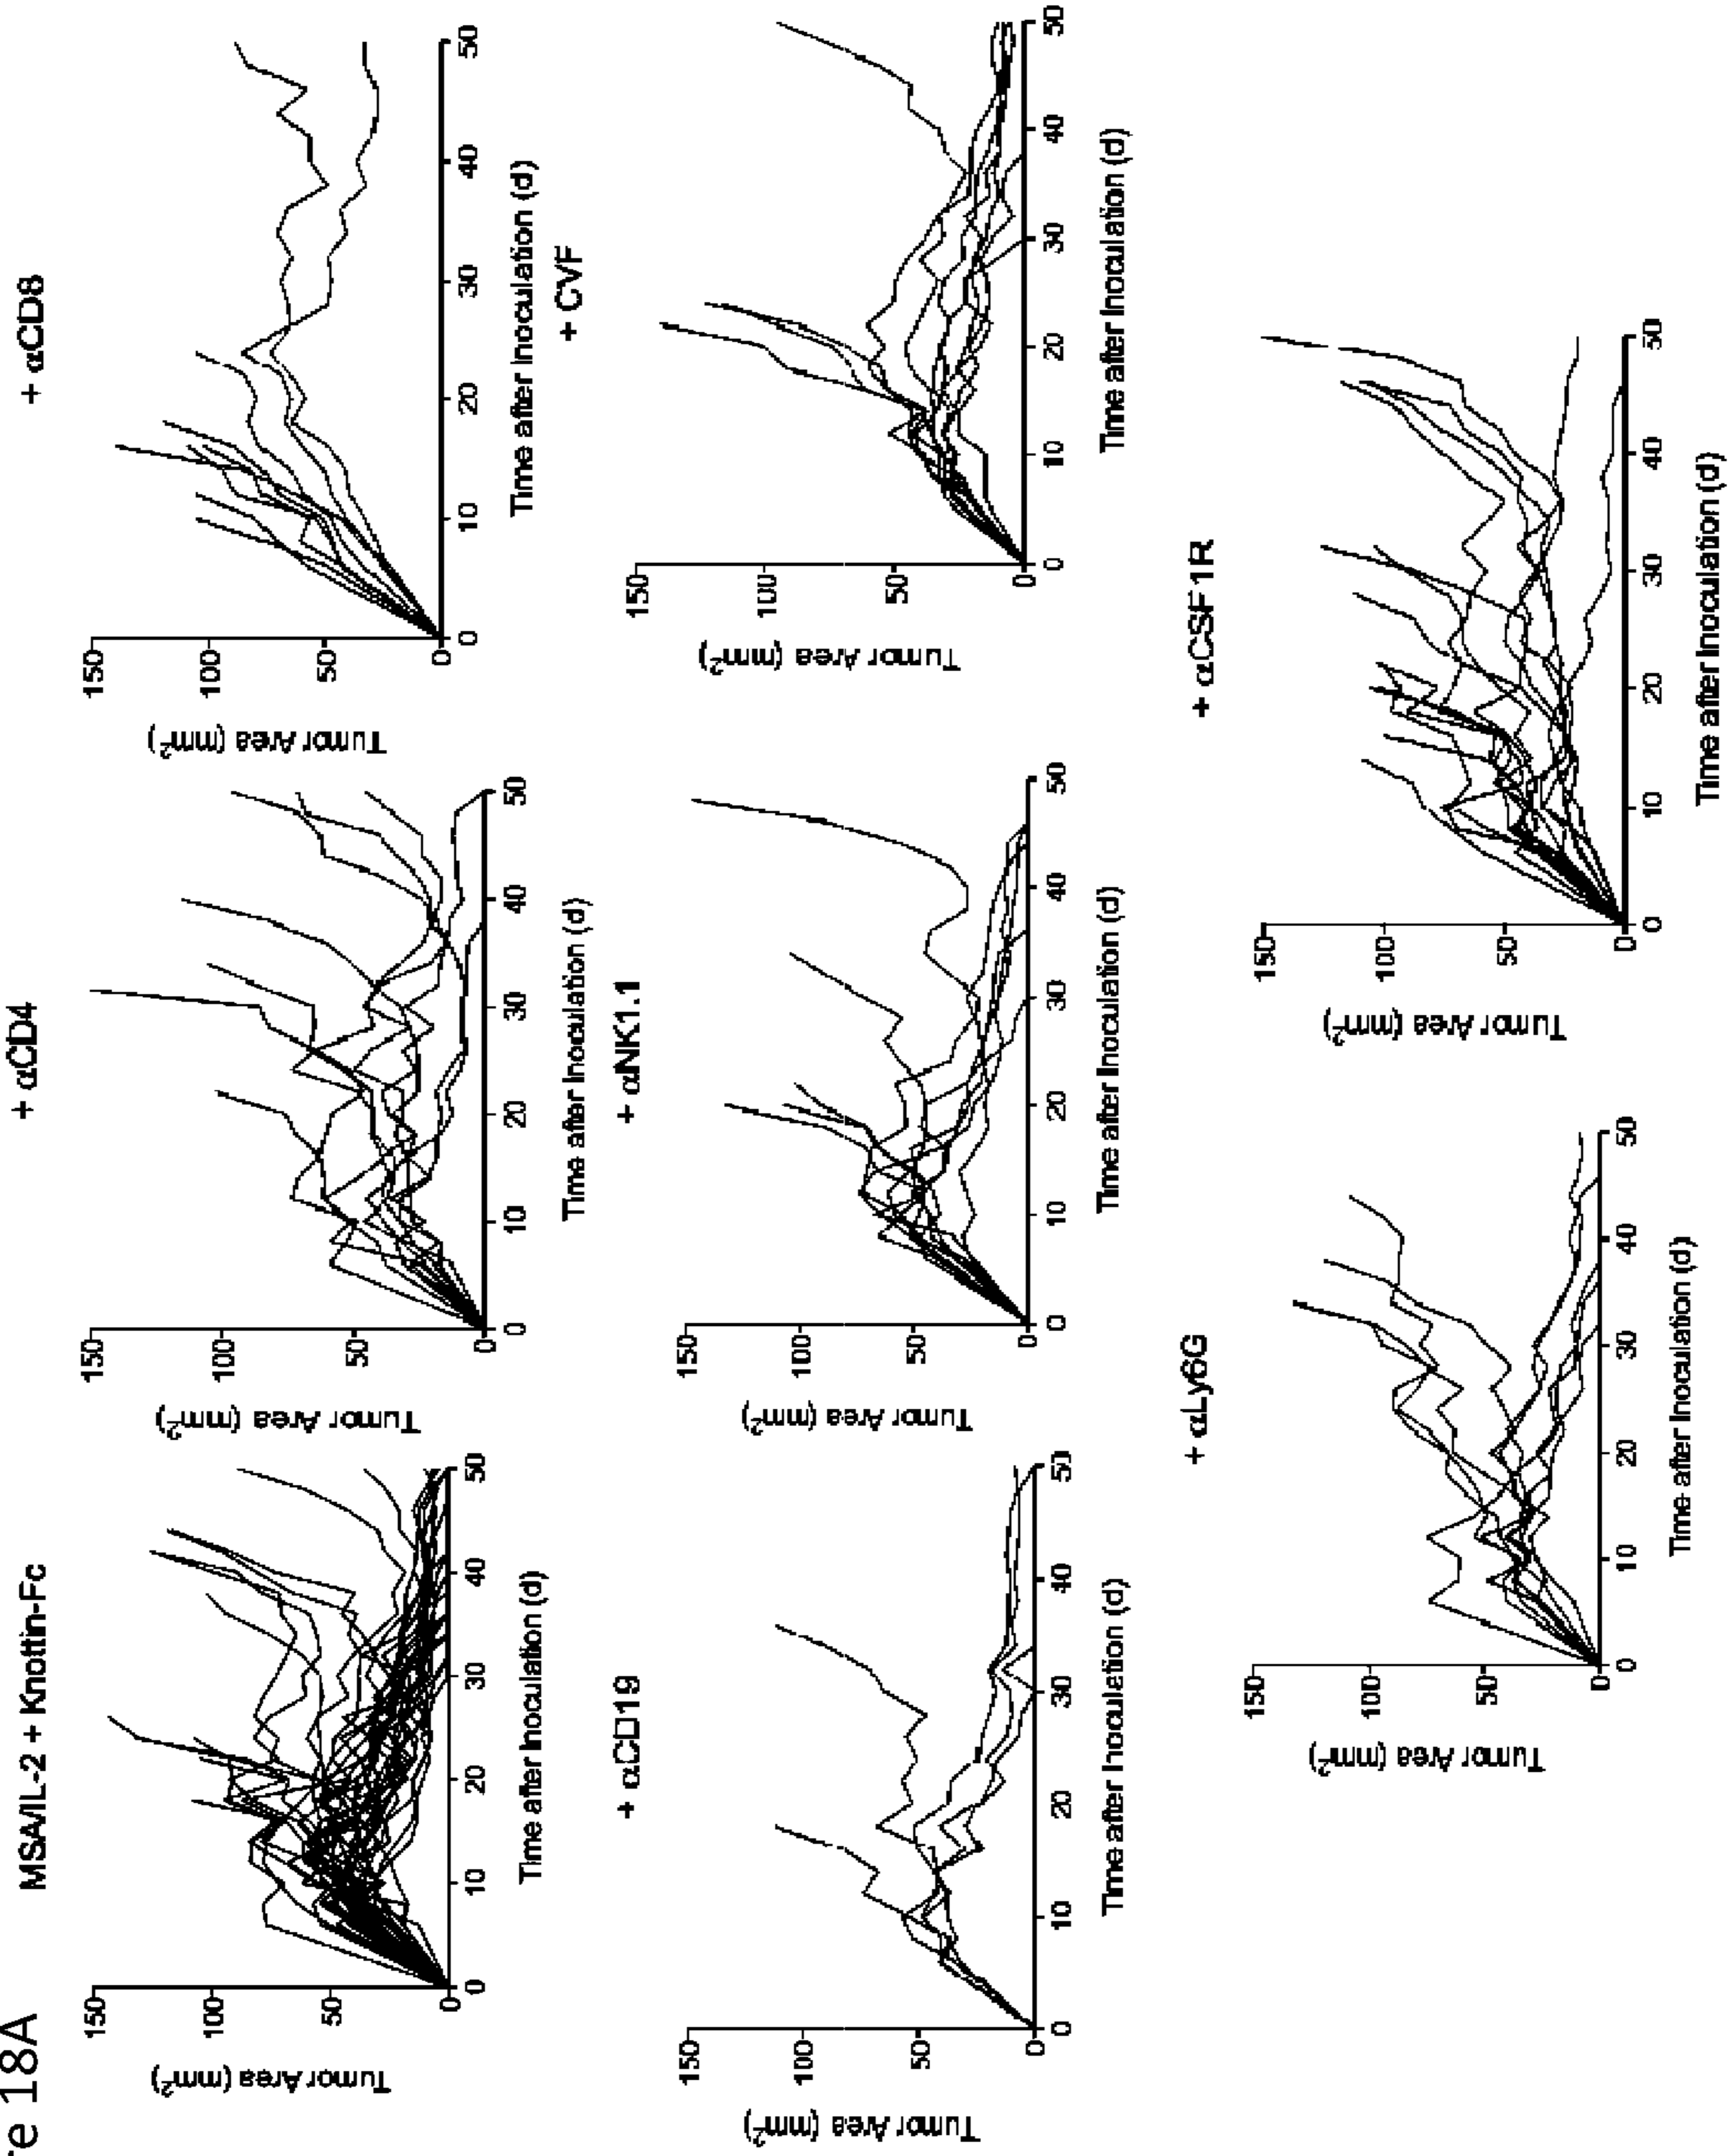 re 18A
MSA/IL-2 + Knottin-Fc
Tumor Area (mm²)
150
100
50
0
0 10 20 30 40 50
Time after Inoculation (d)
+ αCD4
Tumor Area (mm²)
150
100
50
0
0 10 20 30 40 50
Time after Inoculation (d)
+ αCD8
Tumor Area (mm²)
150
100
50
0
0 10 20 30 40 50
Time after Inoculation (d)
+ αCD19
Tumor Area (mm²)
150
100
50
0
0 10 20 30 40 50
Time after Inoculation (d)
+ αNK1.1
Tumor Area (mm²)
150
100
50
0
0 10 20 30 40 50
Time after Inoculation (d)
+ CVF
Tumor Area (mm²)
150
100
50
0
0 10 20 30 40 50
Time after Inoculation (d)
+ αLy6G
Tumor Area (mm²)
150
100
50
0
0 10 20 30 40 50
Time after Inoculation (d)
+ αCSF1R
Tumor Area (mm²)
150
100
50
0
0 10 20 30 40 50
Time after Inoculation (d)